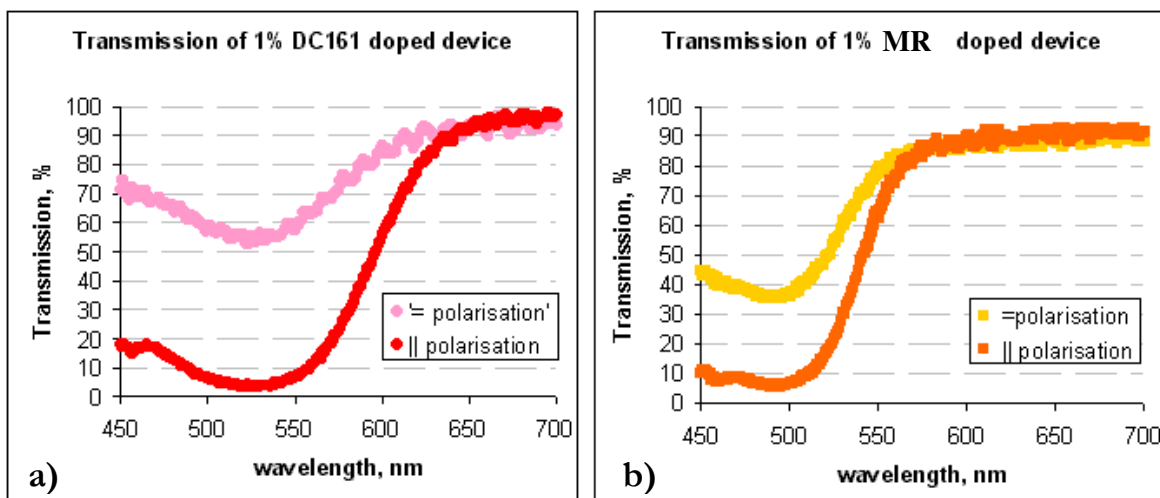 Transmission of 1% DC161 doped device
Transmission, %
100
90
80
70
60
50
40
30
20
10
0
450 500 550 600 650 700
wavelength, nm
'= polarisation'
|| polarisation
a)
Transmission of 1% MR doped device
Transmission, %
100
90
80
70
60
50
40
30
20
10
0
450 500 550 600 650 700
wavelength, nm
=polarisation
|| polarisation
b)